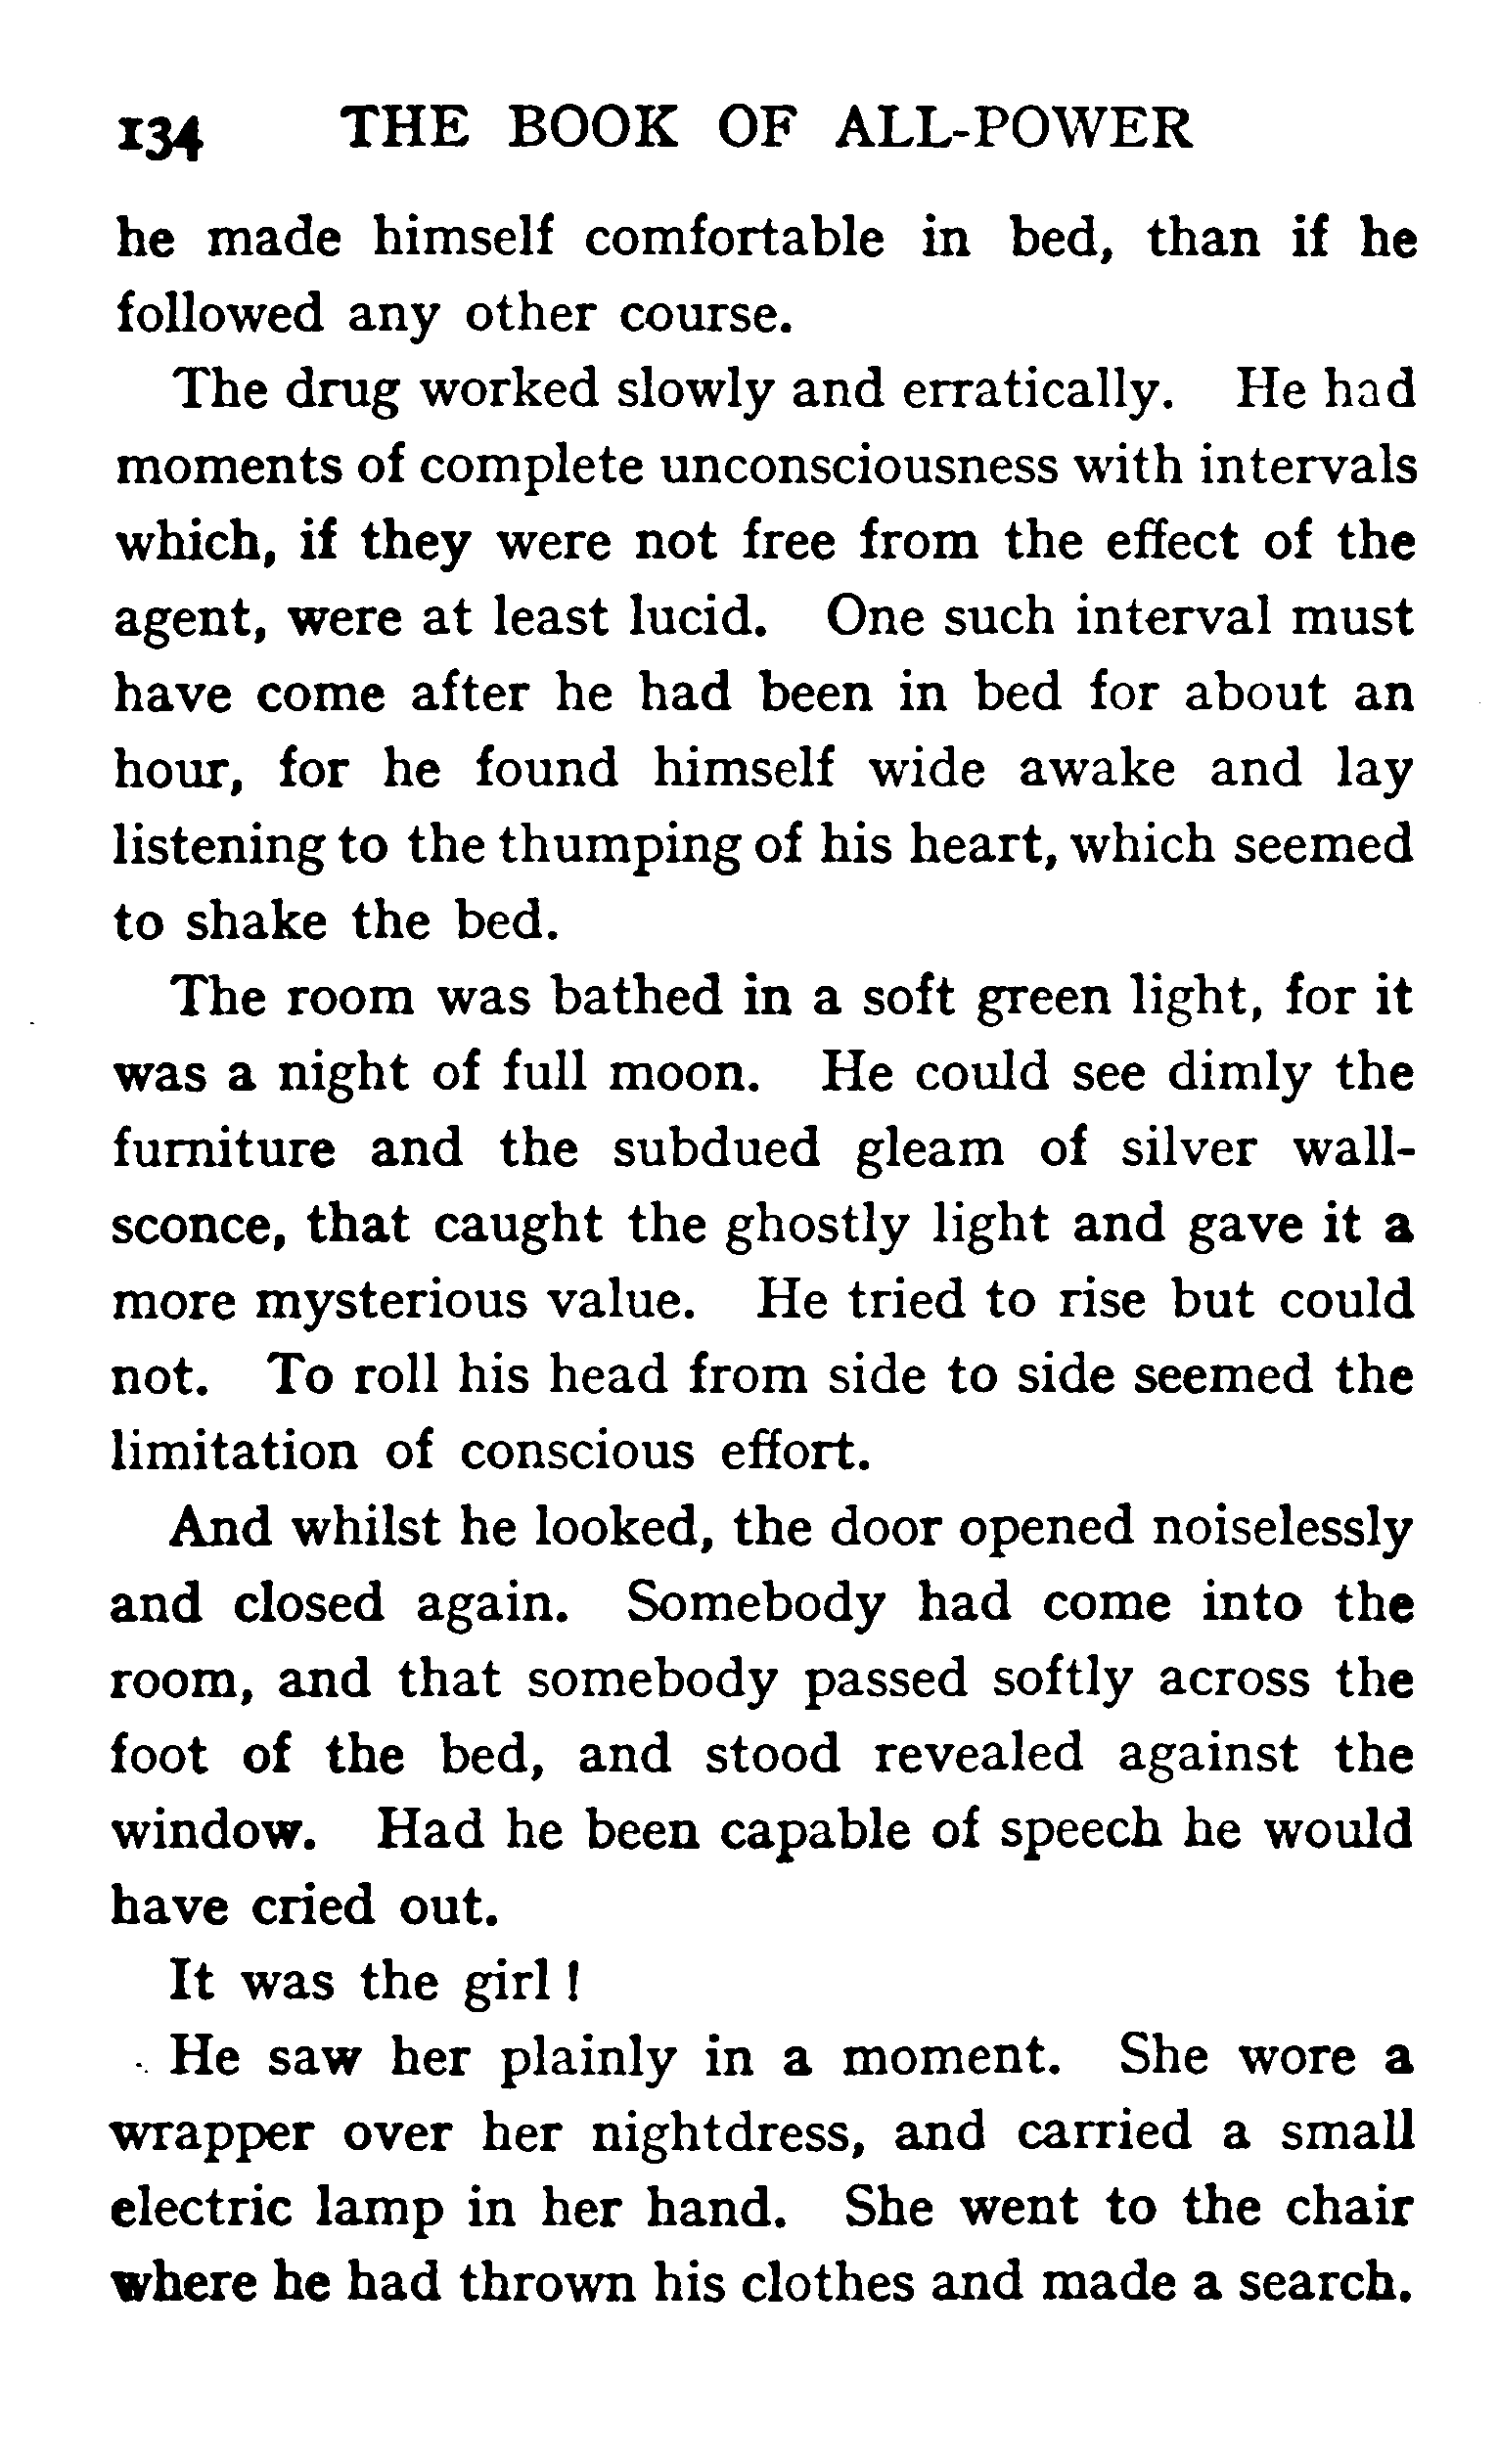 134 THE BOOK OF ALL-POWER
he made himself comfortable in bed, than if he
followed any other course.
The drug worked slowly and erratically. He had
moments of complete unconsciousness with intervals
which, if they were not free from the effect of the
agent, were at least lucid. One such interval must
have come after he had been in bed for about an
hour, for he found himself wide awake and lay
listening to the thumping of his heart, which seemed
to shake the bed.
The room was bathed in a soft green light, for it
was a night of full moon. He could see dimly the
furniture and the subdued gleam of silver wall-
sconce, that caught the ghostly light and gave it a
more mysterious value. He tried to rise but could
not. To roll his head from side to side seemed the
limitation of conscious effort.
And whilst he looked, the door opened noiselessly
and closed again. Somebody had come into the
room, and that somebody passed softly across the
foot of the bed, and stood revealed against the
window. Had he been capable of speech he would
have cried out.
It was the girl !
He saw her plainly in a moment. She wore a
wrapper over her nightdress, and carried a small
electric lamp in her hand. She went to the chair
where he had thrown his clothes and made a search.